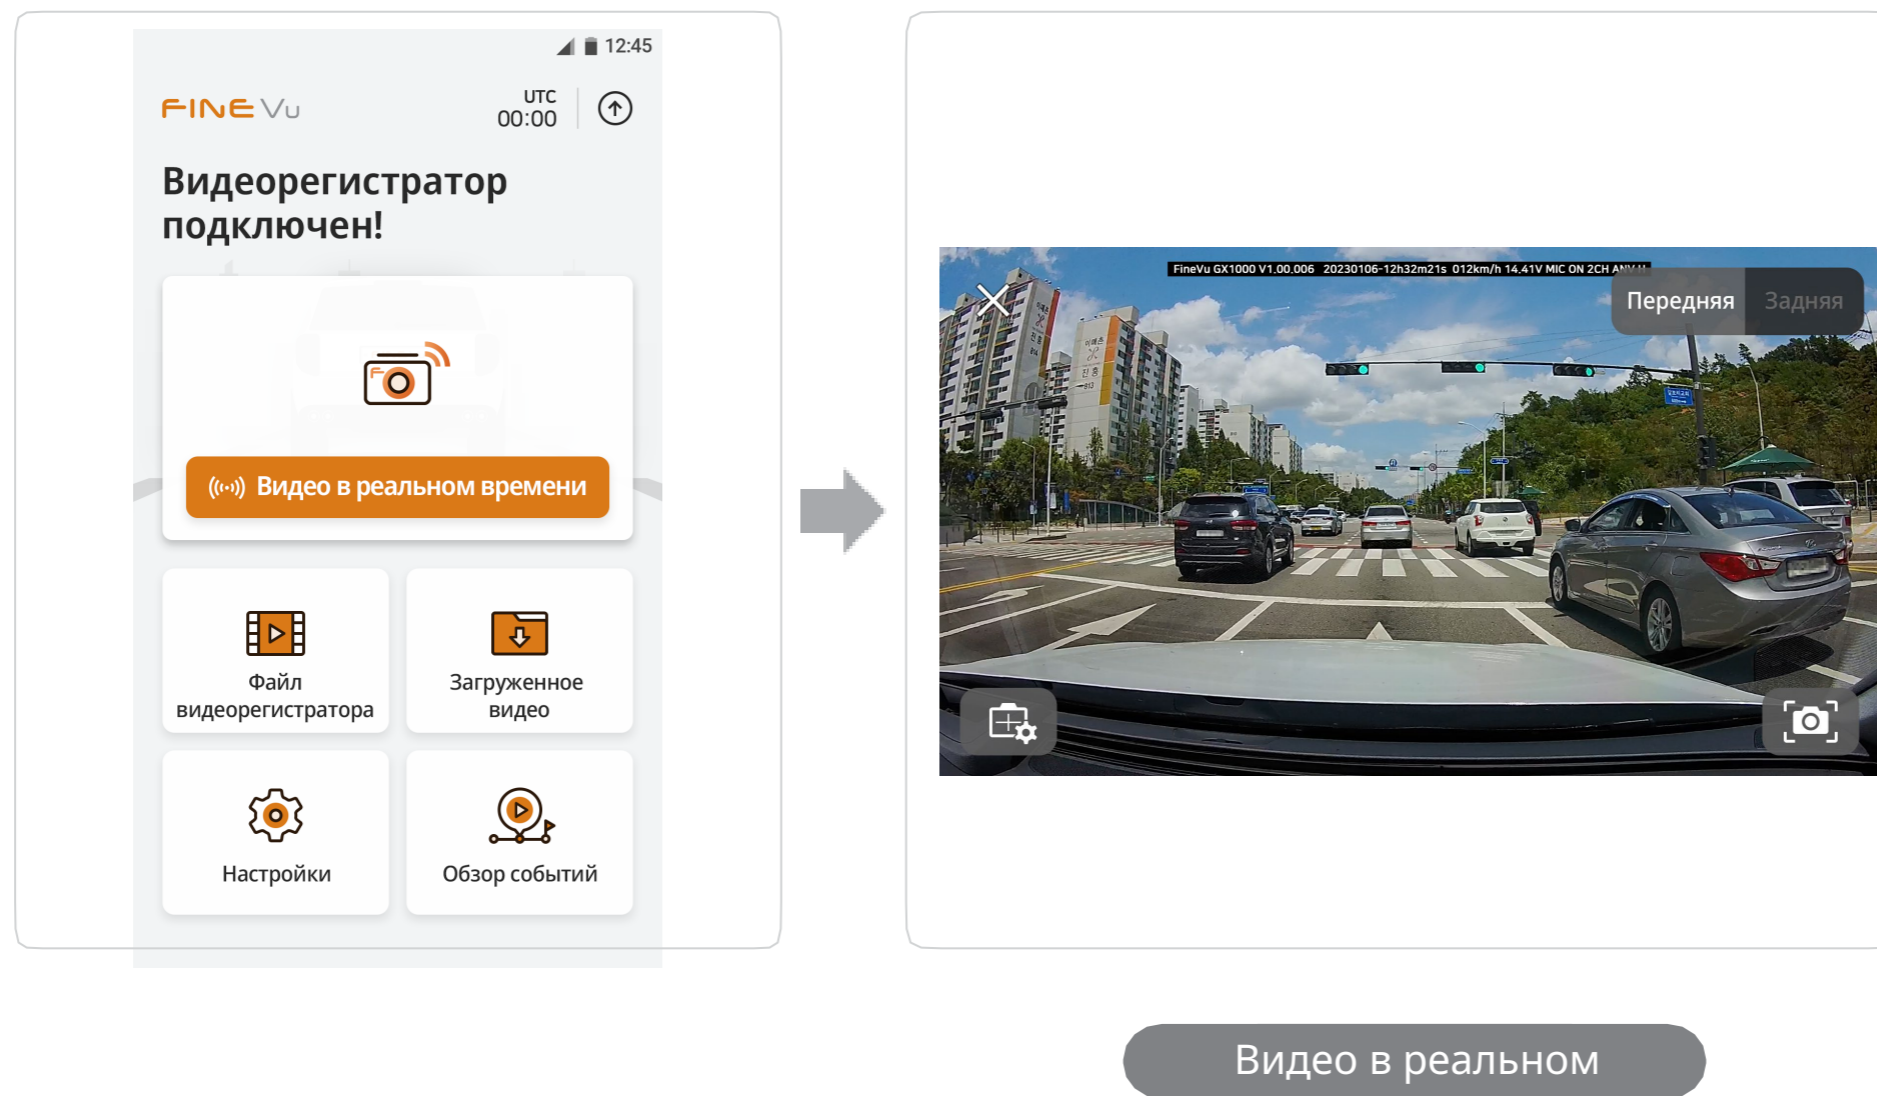 12:45
FINE Vu
UTC
00:00
Видеорегистратор
подключен!
Видео в реальном времени
Файл
видеорегистратора
Загруженное
видео
Настройки
Обзор событий
FineVu GX1000 V1.00.006 20230106-12h32m21s 012km/h 14.41V MIC ON 2CH
Передняя
Задняя
Видео в реальном